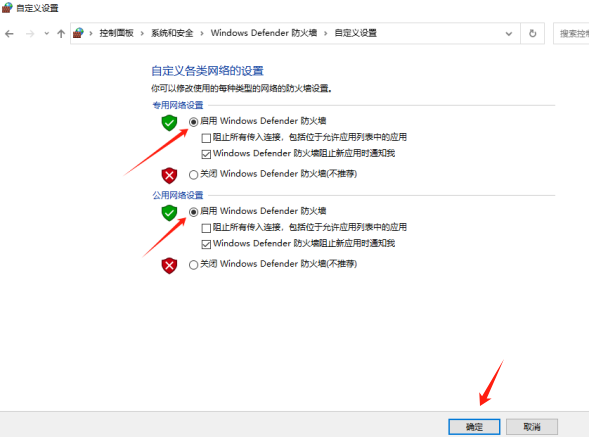 自定义设置
控制面板 › 系统和安全 › Windows Defender 防火墙 › 自定义设置
搜索控
自定义各类网络的设置
你可以修改使用的每种类型的网络的防火墙设置。
专用网络设置
启用 Windows Defender 防火墙
阻止所有传入连接，包括位于允许应用列表中的应用
Windows Defender 防火墙阻止新应用时通知我
关闭 Windows Defender 防火墙(不推荐)
公用网络设置
启用 Windows Defender 防火墙
阻止所有传入连接，包括位于允许应用列表中的应用
Windows Defender 防火墙阻止新应用时通知我
关闭 Windows Defender 防火墙(不推荐)
确定 取消